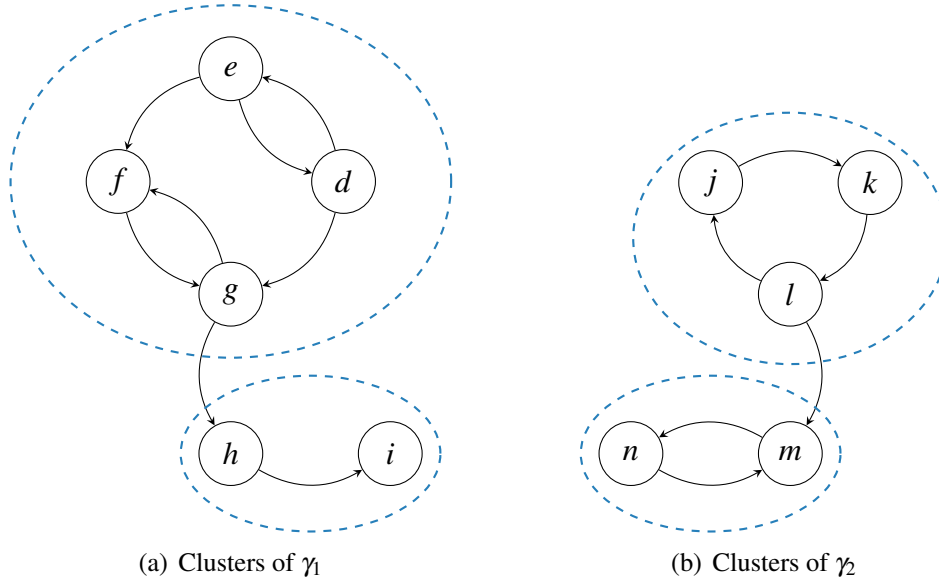 e
f
d
j
k
g
l
h
i
n
m
(a) Clusters of γ₁
(b) Clusters of γ₂